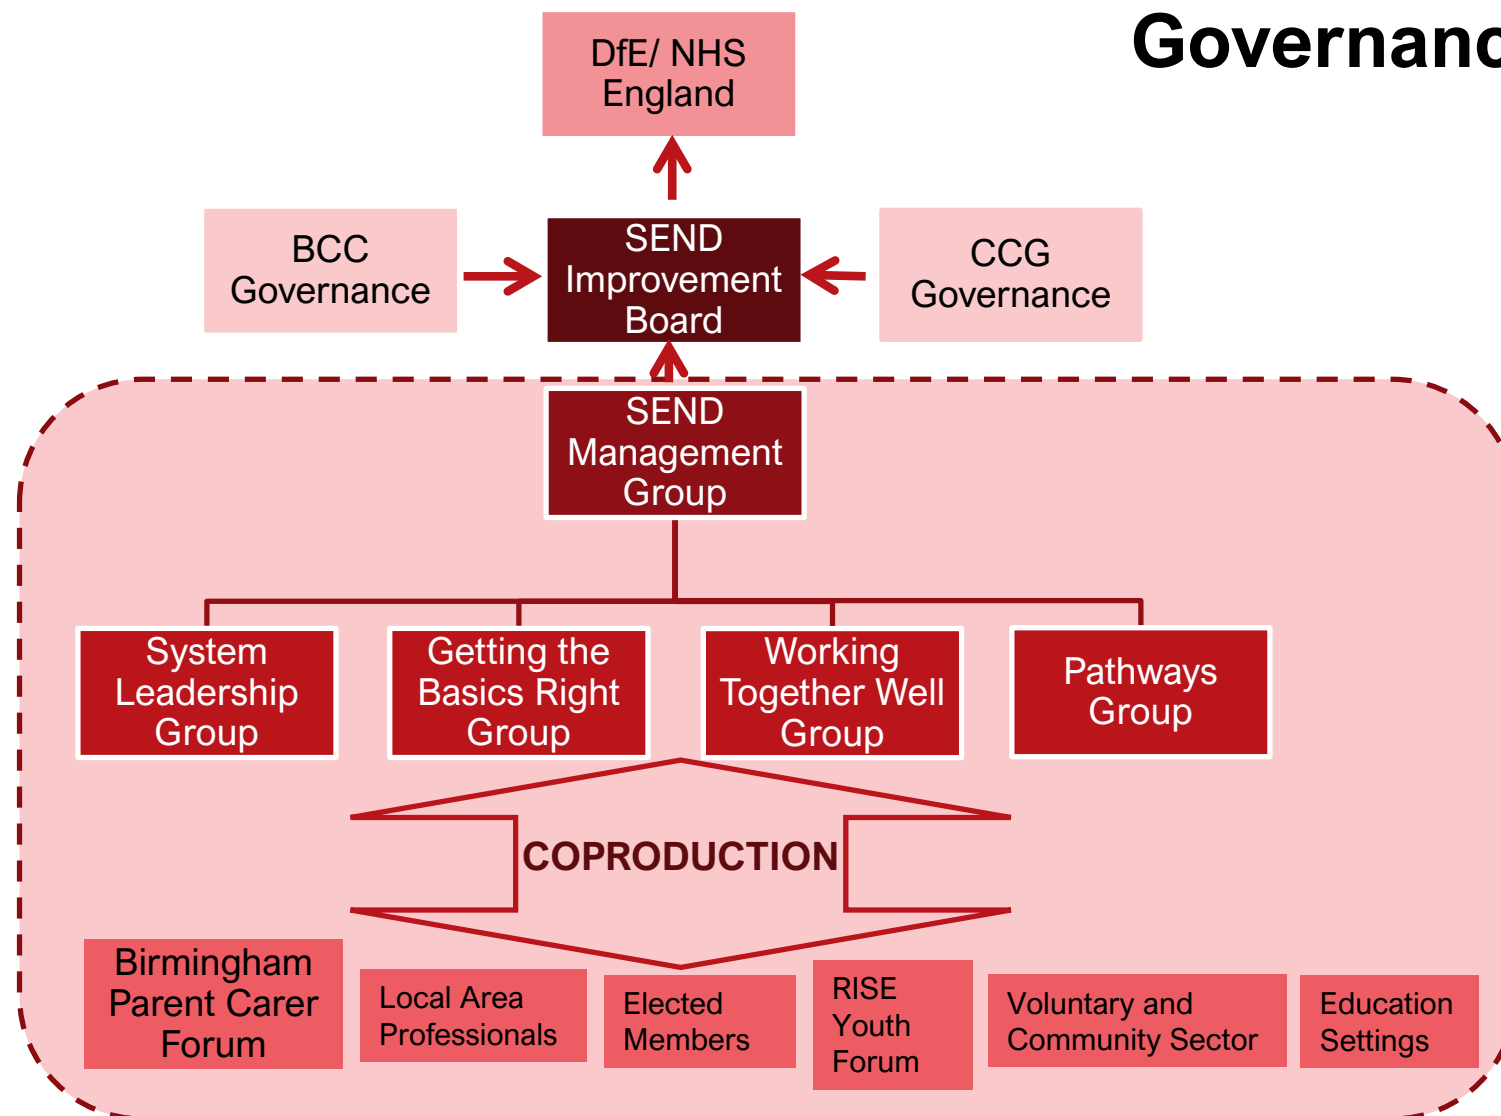 Governanc
DfE/ NHS
England
BCC
Governance
SEND
Improvement
Board
CCG
Governance
SEND
Management
Group
System
Leadership
Group
Getting the
Basics Right
Group
Working
Together Well
Group
Pathways
Group
COPRODUCTION
Birmingham
Parent Carer
Forum
Local Area
Professionals
Elected
Members
RISE
Youth
Forum
Voluntary and
Community Sector
Education
Settings